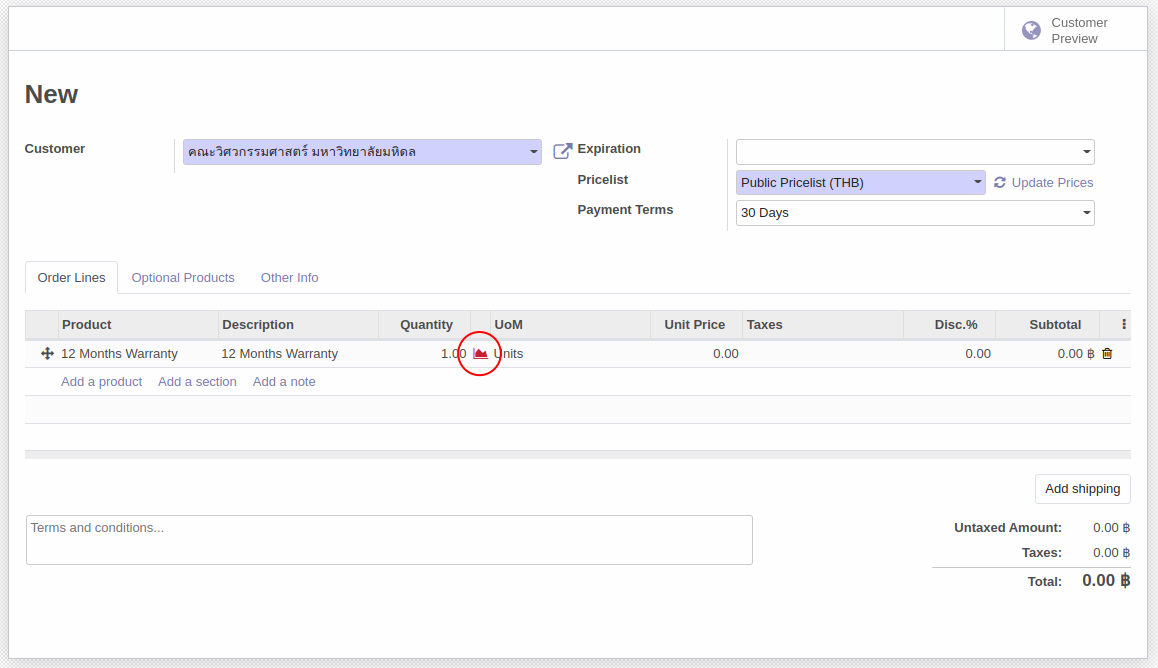 Customer
Preview
New
Customer
คณะวิศวกรรมศาสตร์ มหาวิทยาลัยมหิดล
Expiration
Pricelist
Public Pricelist (THB)
Update Prices
Payment Terms
30 Days
Order Lines
Optional Products
Other Info
Product Description Quantity UoM Unit Price Taxes Disc.% Subtotal
12 Months Warranty 12 Months Warranty 1.00 Units 0.00 0.00 0.00 ฿
Add a product Add a section Add a note
Add shipping
Terms and conditions...
Untaxed Amount: 0.00 ฿
Taxes: 0.00 ฿
Total: 0.00 ฿